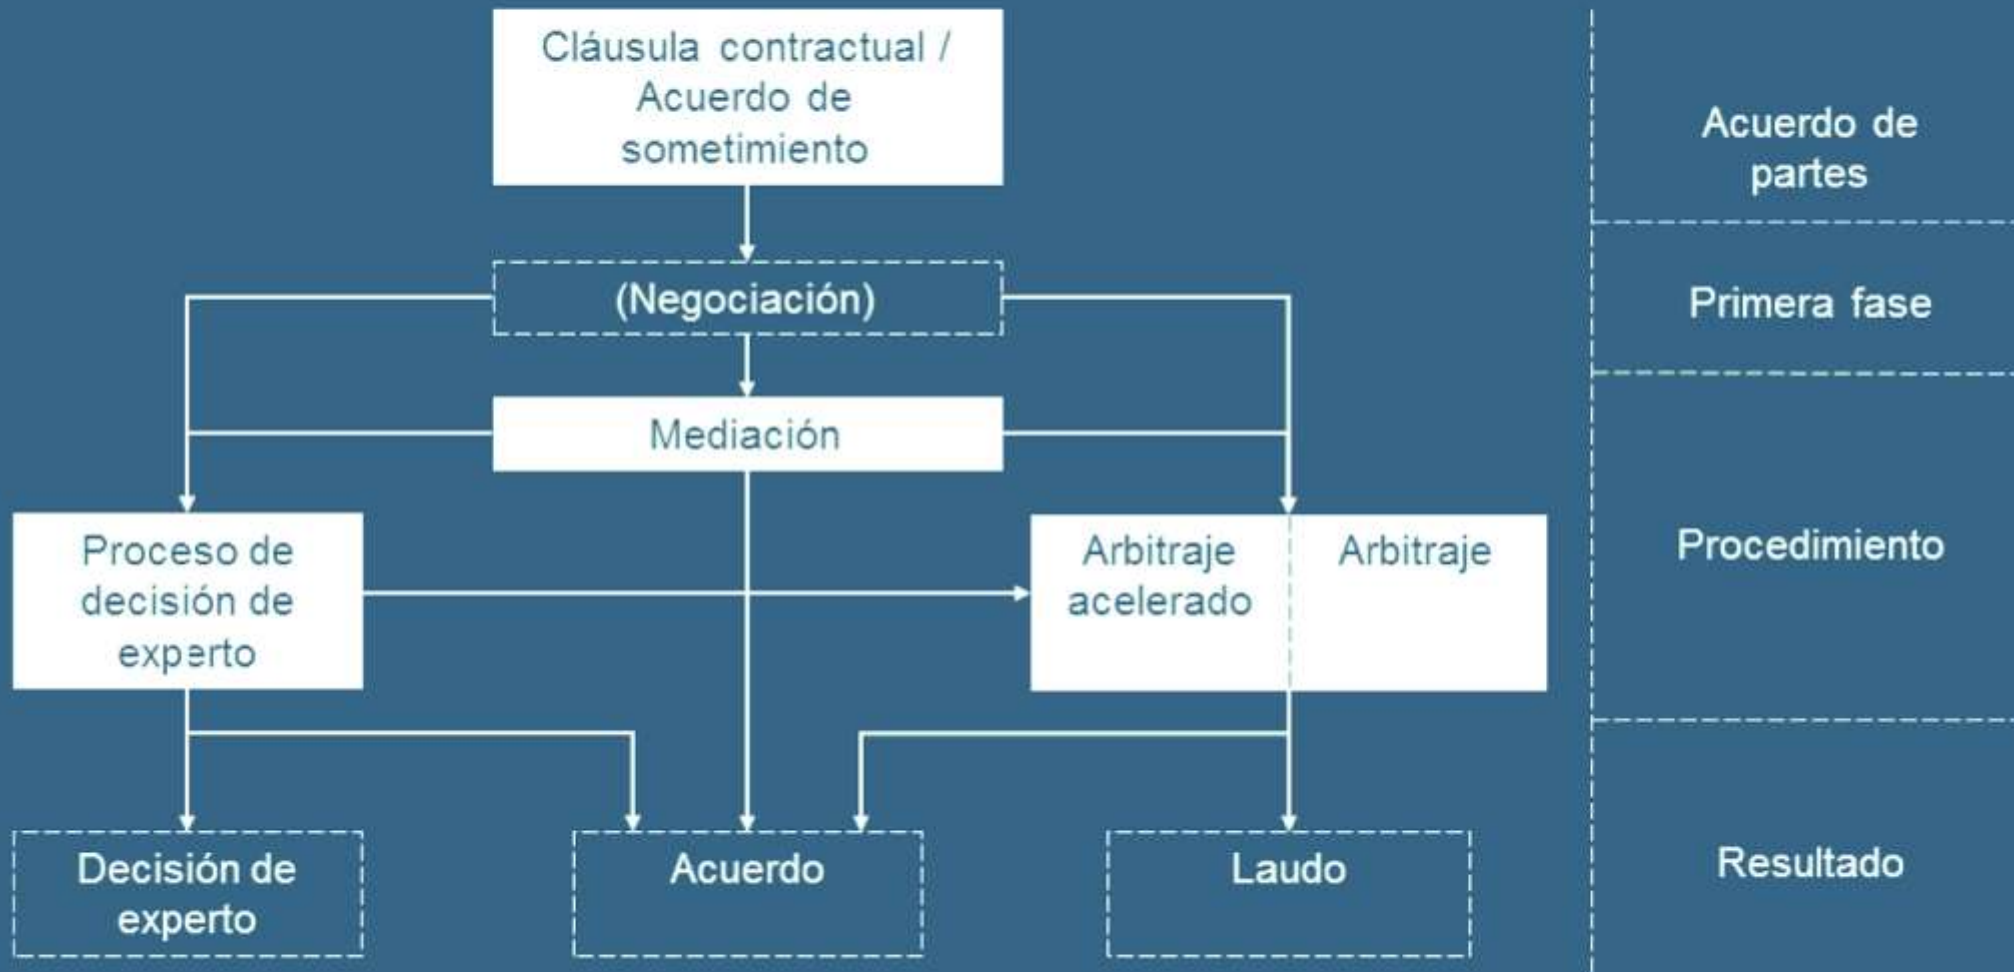 Cláusula contractual /
Acuerdo de
sometimiento
Acuerdo de
partes
(Negociación)
Primera fase
Mediación
Proceso de
decisión de
experto
Arbitraje
acelerado
Arbitraje
Procedimiento
Decisión de
experto
Acuerdo
Laudo
Resultado